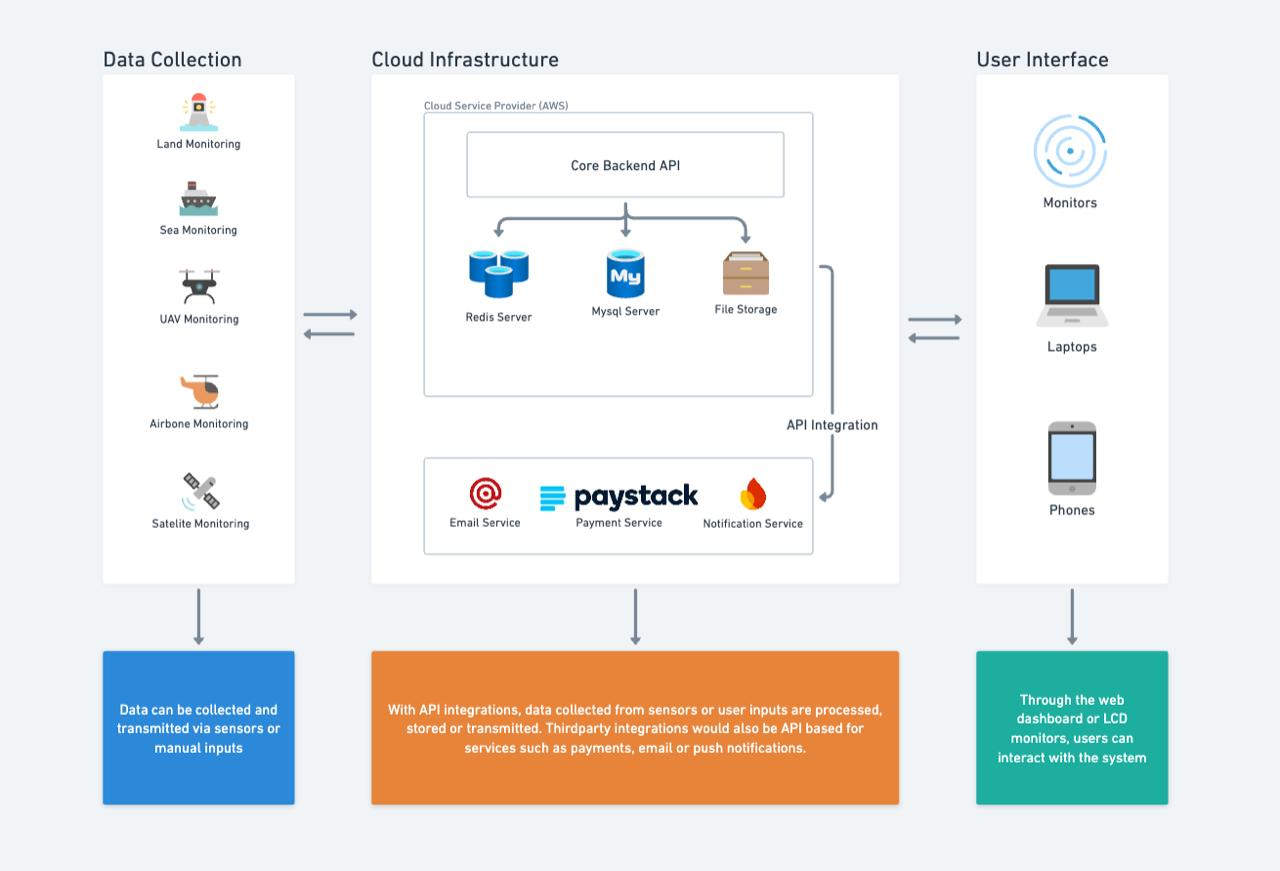 Data Collection
Land Monitoring
Sea Monitoring
UAV Monitoring
Airbone Monitoring
Satelite Monitoring
Data can be collected and
transmitted via sensors or
manual inputs
Cloud Infrastructure
Cloud Service Provider (AWS)
Core Backend API
Redis Server
My
Mysql Server
File Storage
API Integration
Email Service
paystack
Payment Service
Notification Service
With API integrations, data collected from sensors or user inputs are processed,
stored or transmitted. Thirdparty integrations would also be API based for
services such as payments, email or push notifications.
User Interface
Monitors
Laptops
Phones
Through the web
dashboard or LCD
monitors, users can
interact with the system